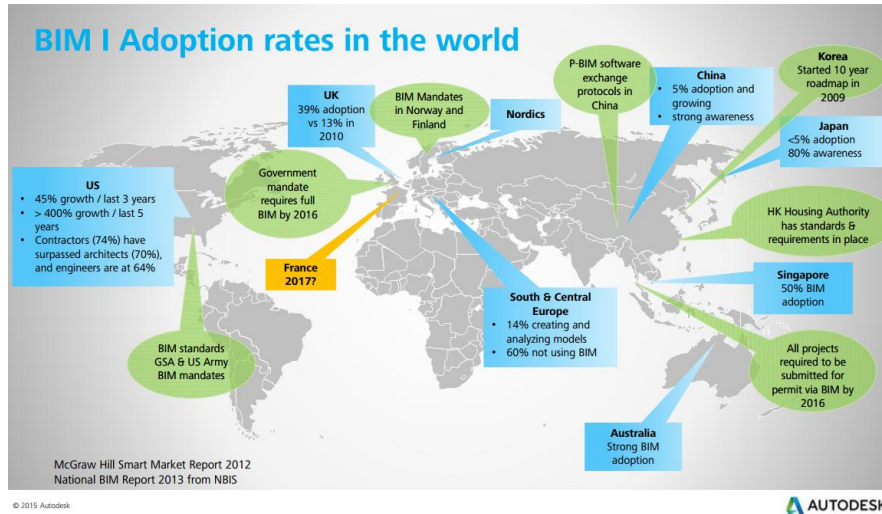 BIM I Adoption rates in the world
UK
39% adoption
vs 13% in
2010
BIM Mandates
in Norway and
Finland
Nordics
P-BIM software
exchange
protocols in
China
China
• 5% adoption and
growing
• strong awareness
Korea
Started 10 year
roadmap in
2009
Japan
<5% adoption
80% awareness
US
• 45% growth / last 3 years
• > 400% growth / last 5
years
• Contractors (74%) have
surpassed architects (70%),
and engineers are at 64%
Government
mandate
requires full
BIM by 2016
France
2017?
HK Housing Authority
has standards &
requirements in place
Singapore
50% BIM
adoption
South & Central
Europe
• 14% creating and
analyzing models
• 60% not using BIM
BIM standards
GSA & US Army
BIM mandates
All projects
required to be
submitted for
permit via BIM by
2016
Australia
Strong BIM
adoption
McGraw Hill Smart Market Report 2012
National BIM Report 2013 from NBIS
© 2015 Autodesk
AUTODESK